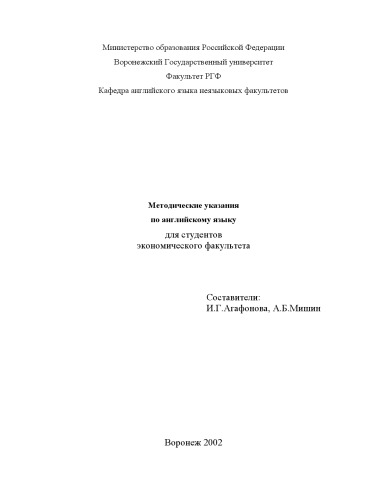 Министерство образования Российской Федерации
Воронежский Государственный университет
Факультет РГФ
Кафедра английского языка неязыковых факультетов
Методические указания
по английскому языку
для студентов
экономического факультета
Составители:
И.Г.Агафонова, А.Б.Мишин
Воронеж 2002